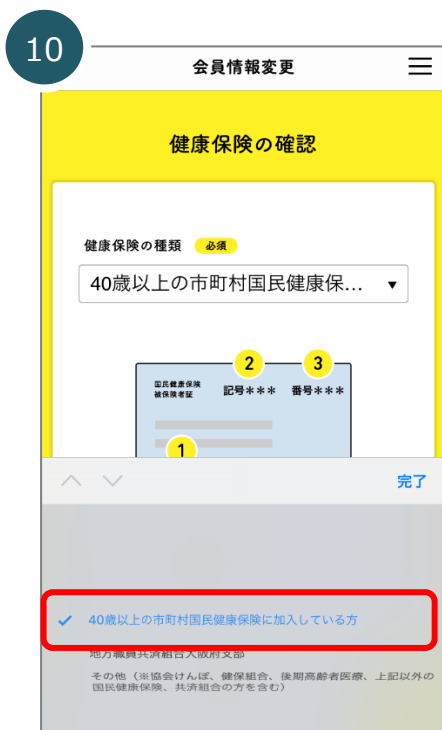 10
会員情報変更
健康保険の確認
健康保険の種類 必須
40歳以上の市町村国民健康保... ▼
2 3
国民健康保険
被保険者証
記号*** 番号***
1
完了
40歳以上の市町村国民健康保険に加入している方
地方職員共済組合大阪府支部
その他（※協会けんぽ、健保組合、後期高齢者医療、上記以外の
国民健康保険、共済組合の方を含む）